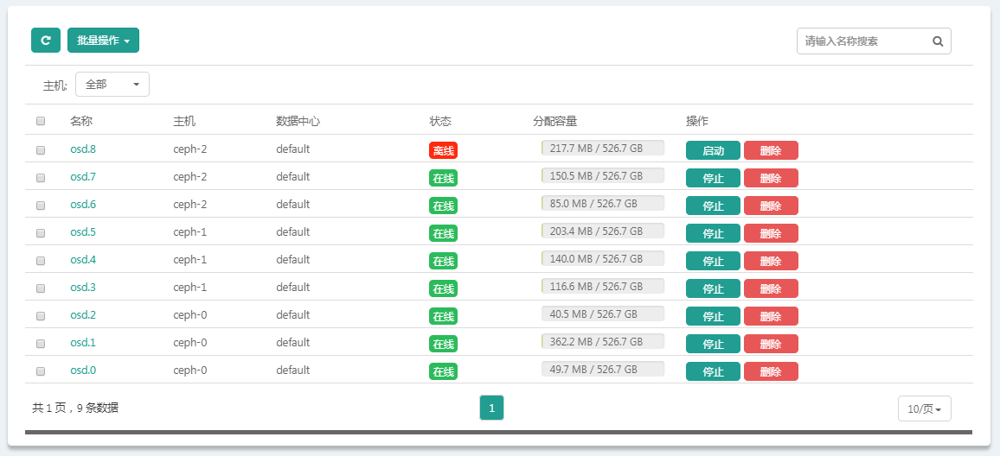 批量操作
请输入名称搜索
主机: 全部
名称 主机 数据中心 状态 分配容量 操作
osd.8 ceph-2 default 离线 217.7 MB / 526.7 GB 启动 删除
osd.7 ceph-2 default 在线 150.5 MB / 526.7 GB 停止 删除
osd.6 ceph-2 default 在线 85.0 MB / 526.7 GB 停止 删除
osd.5 ceph-1 default 在线 203.4 MB / 526.7 GB 停止 删除
osd.4 ceph-1 default 在线 140.0 MB / 526.7 GB 停止 删除
osd.3 ceph-1 default 在线 116.6 MB / 526.7 GB 停止 删除
osd.2 ceph-0 default 在线 40.5 MB / 526.7 GB 停止 删除
osd.1 ceph-0 default 在线 362.2 MB / 526.7 GB 停止 删除
osd.0 ceph-0 default 在线 49.7 MB / 526.7 GB 停止 删除
共 1 页，9 条数据 1 10/页